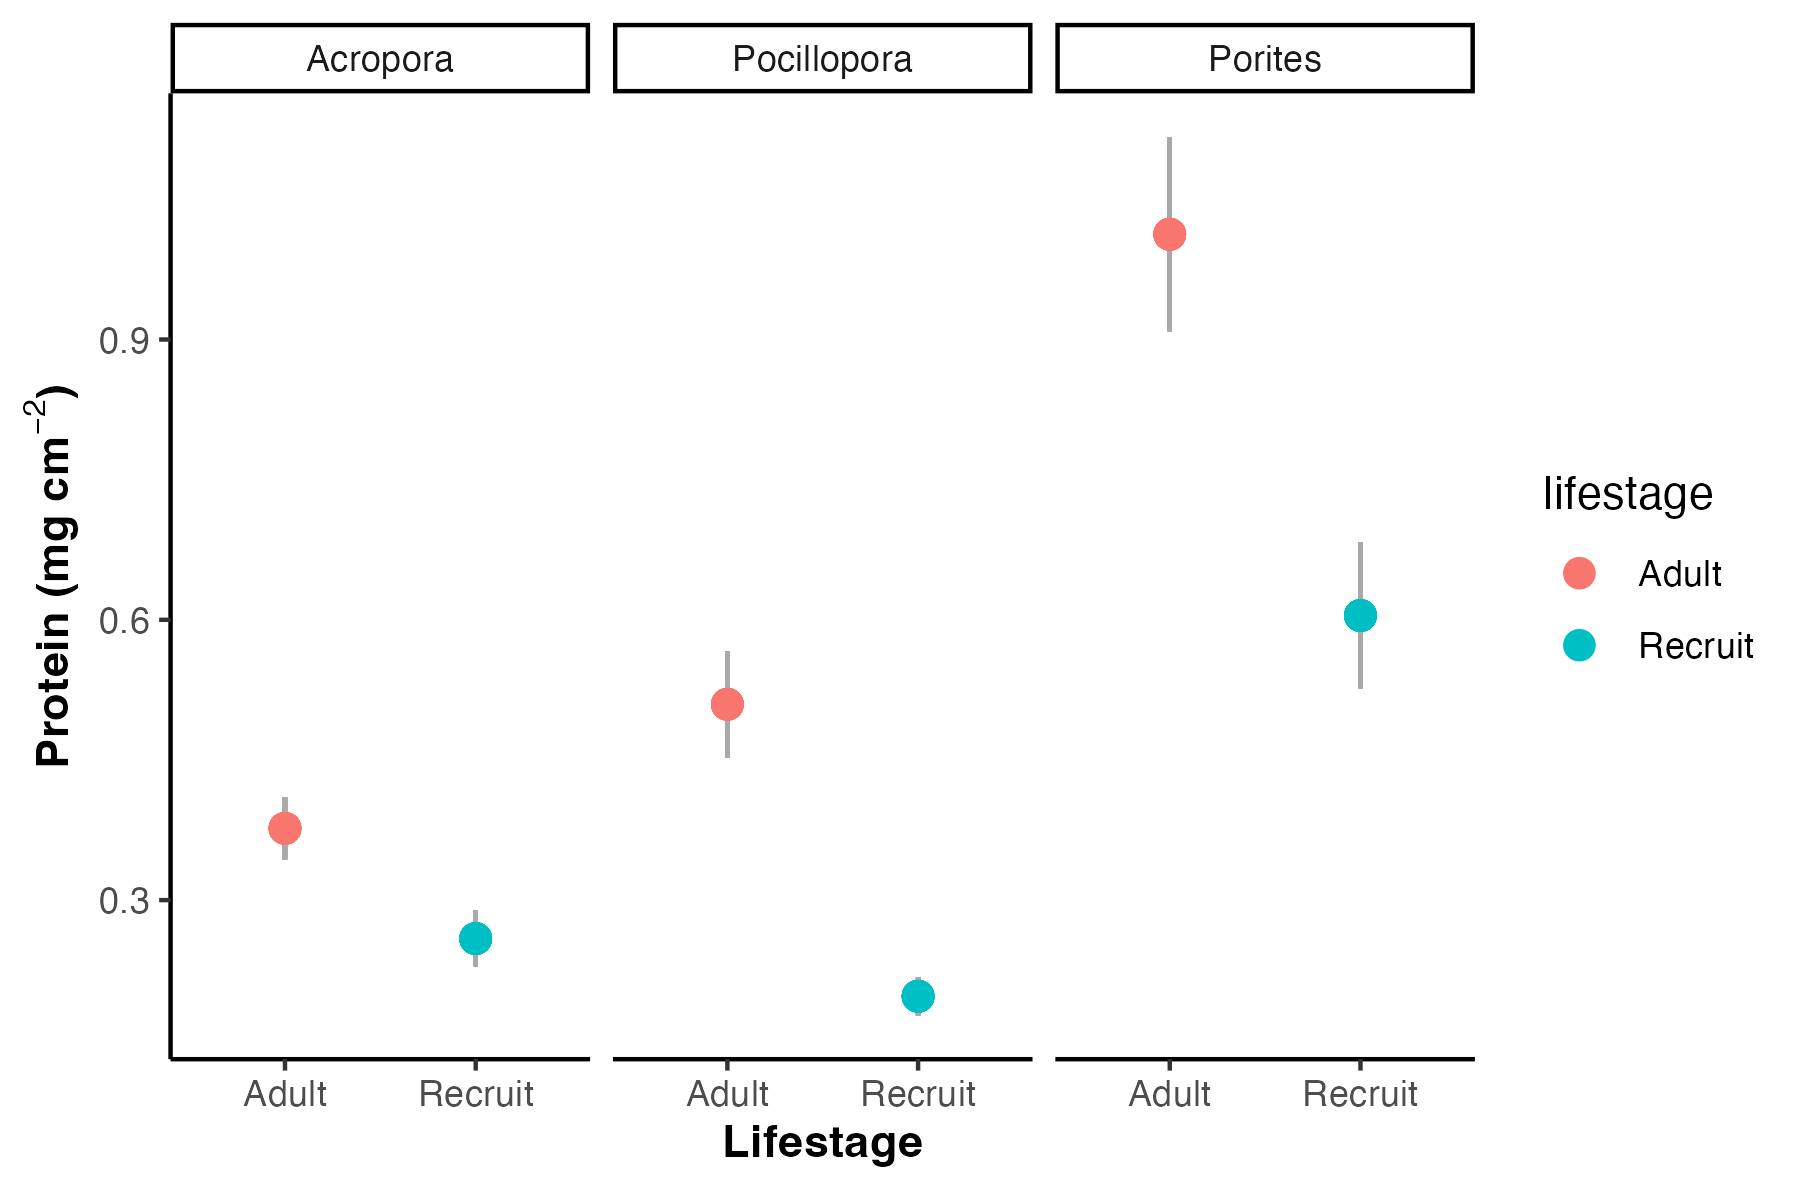 Acropora
Pocillopora
Porites
Protein (mg cm⁻²)
0.9
0.6
0.3
Adult
Recruit
Adult
Recruit
Adult
Recruit
Lifestage
lifestage
Adult
Recruit